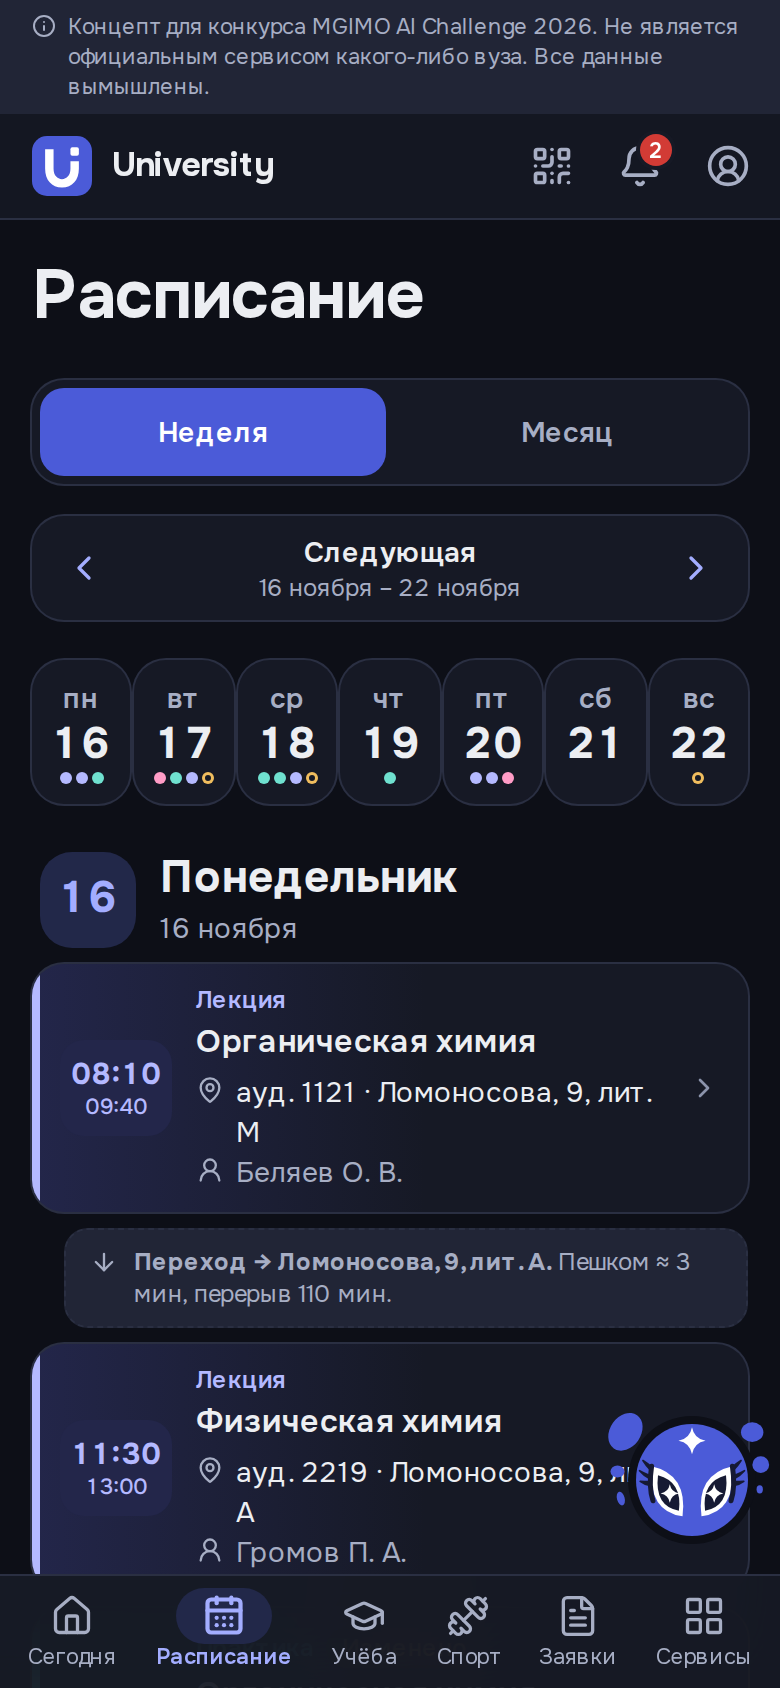 Концепт для конкурса MGIMO AI Challenge 2026. Не является
официальным сервисом какого-либо вуза. Все данные
вымышлены.
University
2
Расписание
Неделя
Месяц
Следующая
16 ноября – 22 ноября
пн
16
вт
17
ср
18
чт
19
пт
20
сб
21
вс
22
16
Понедельник
16 ноября
Лекция
Органическая химия
08:10
09:40
ауд. 1121 · Ломоносова, 9, лит.
М
Беляев О. В.
Переход → Ломоносова, 9, лит. А. Пешком ≈ 3
мин, перерыв 110 мин.
Лекция
Физическая химия
11:30
13:00
ауд. 2219 · Ломоносова, 9,
А
Громов П. А.
Сегодня
Расписание
Учёба
Спорт
Заявки
Сервисы